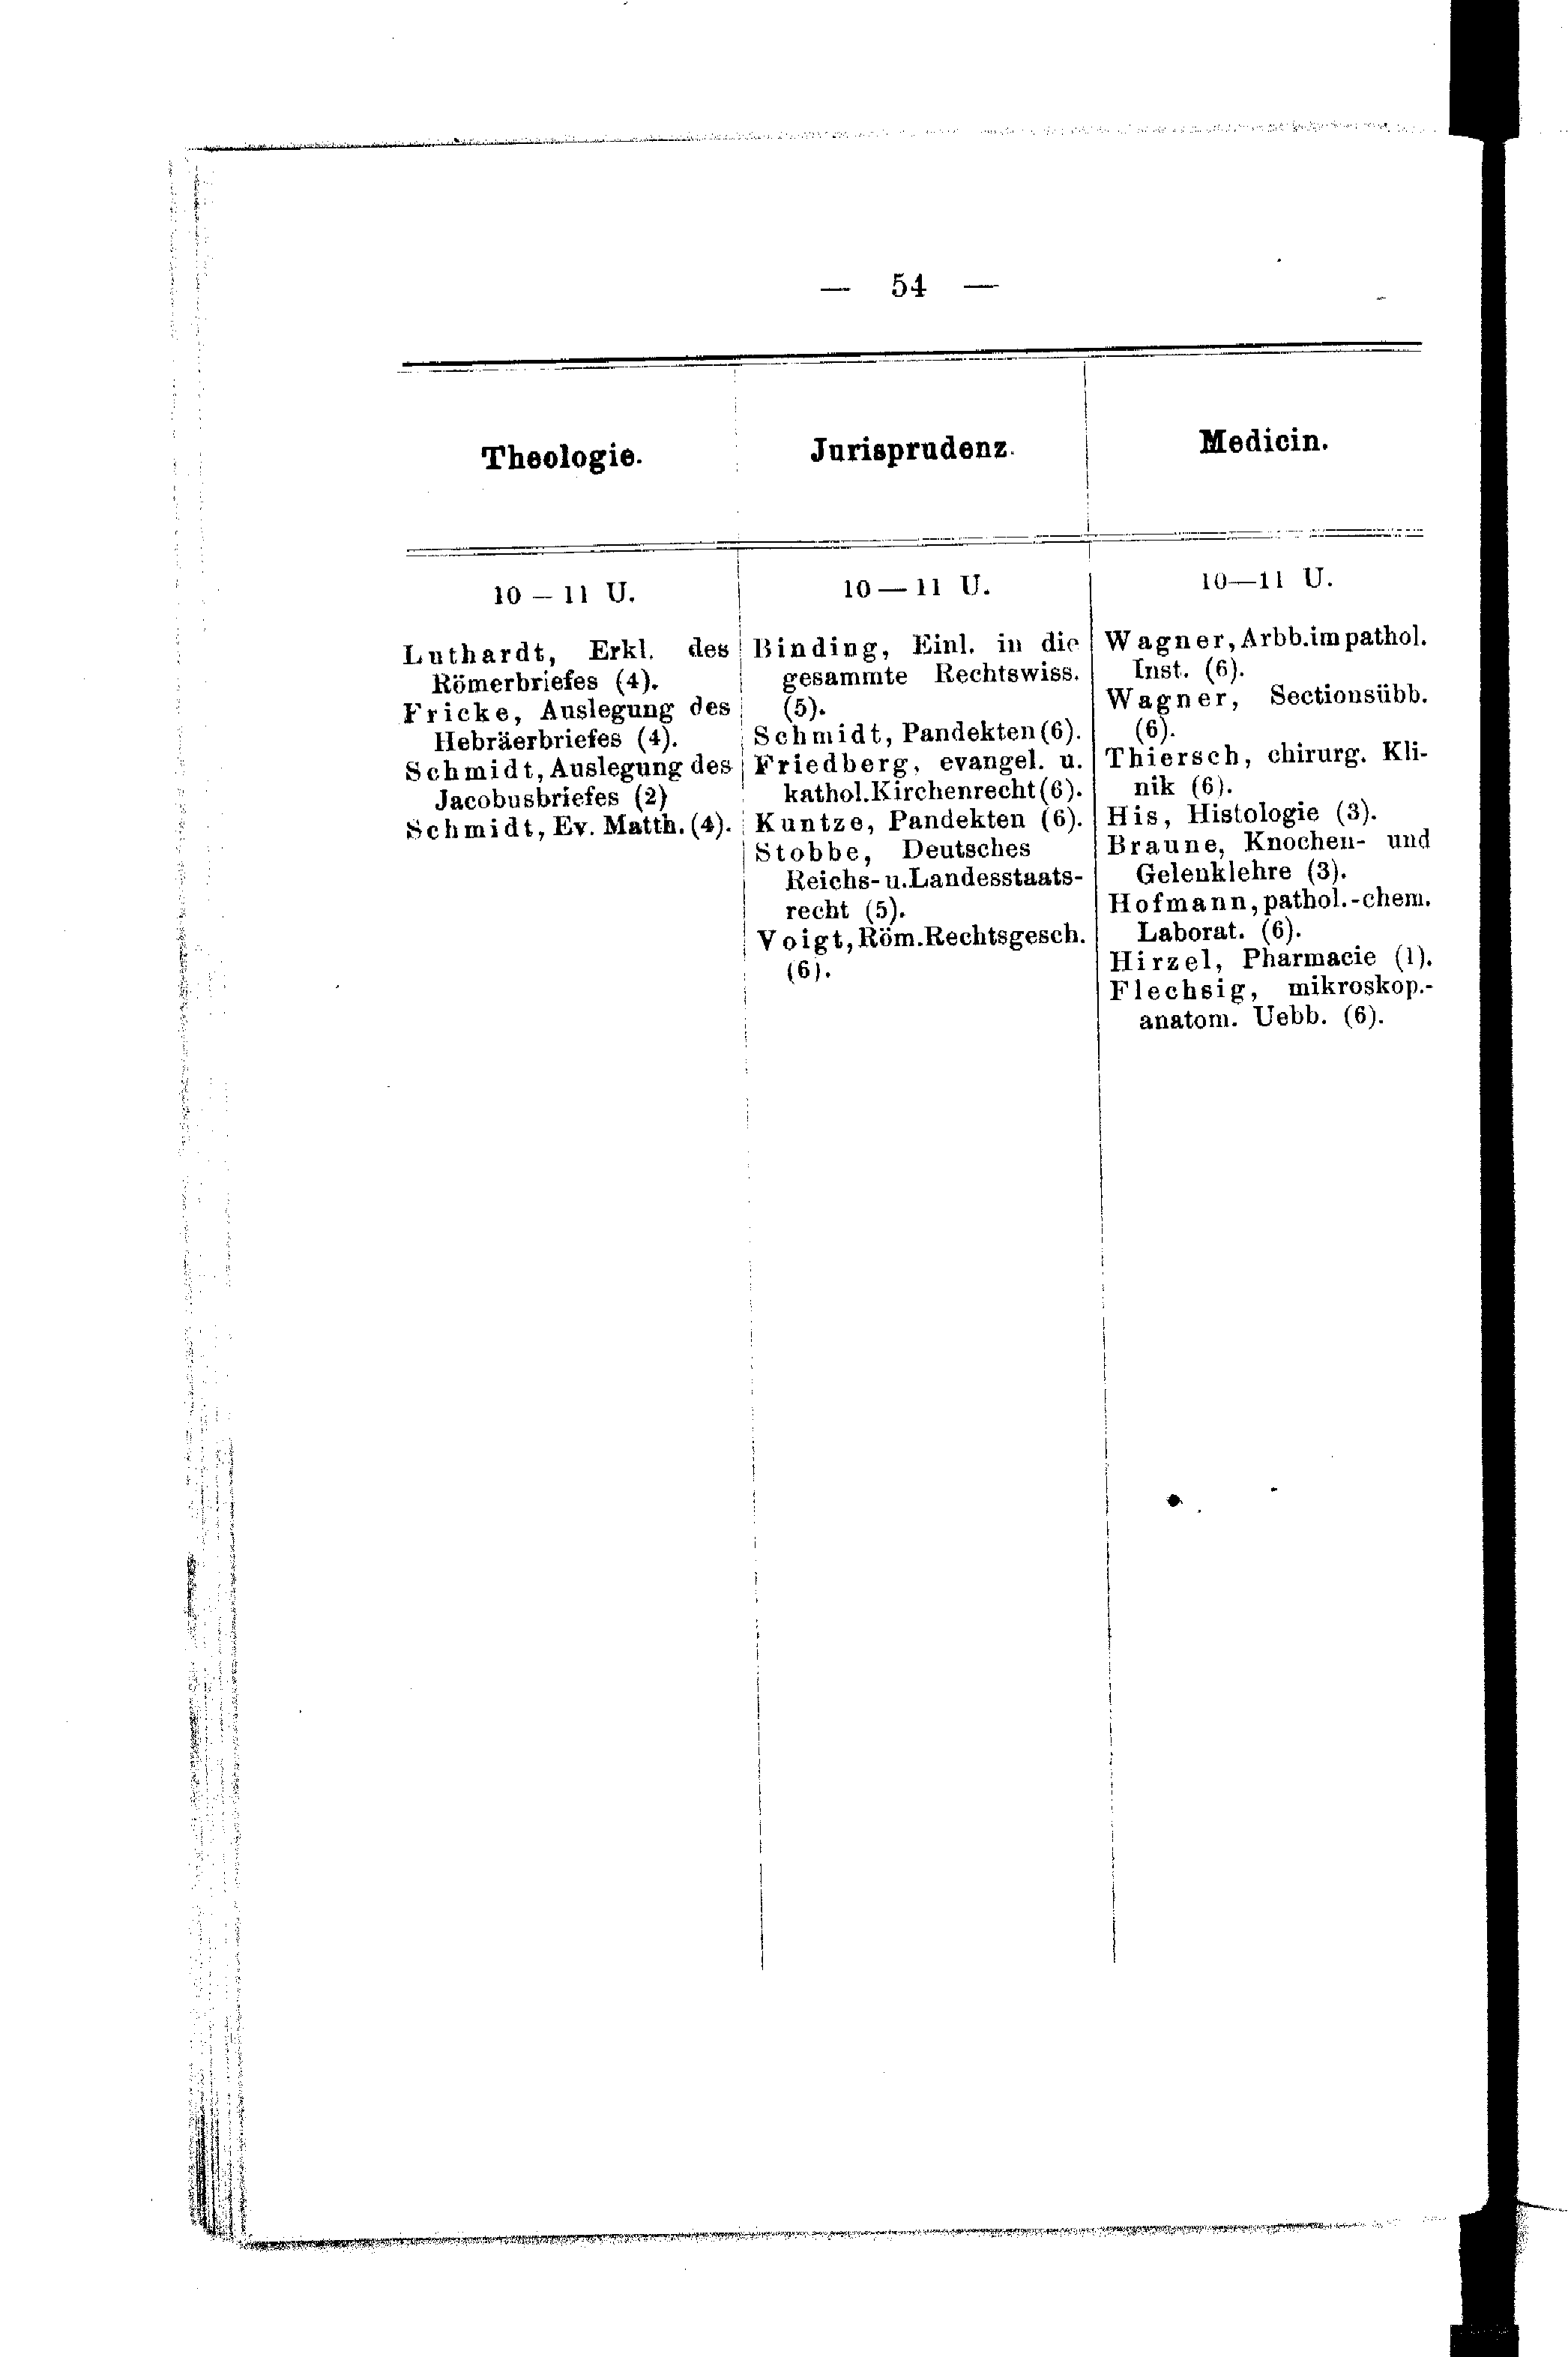 — 54 —
Theologie.
10 – 11 U.
Luthardt, Erkl. des
Römerbriefes (4).
Fricke, Auslegung des
Hebräerbriefes (4).
Schmidt, Auslegung des
Jacobusbriefes (2)
Schmidt, Ev. Matth. (4).
Jurisprudenz.
10 — 11 U.
Binding, Einl. in die
gesammte Rechtswiss.
(5).
Schmidt, Pandekten (6).
Friedberg, evangel. u.
kathol. Kirchenrecht (6).
Kuntze, Pandekten (6).
Stobbe, Deutsches
Reichs- u. Landesstaats-
recht (5).
Voigt, Röm. Rechtsgesch.
(6).
Medicin.
10—11 U.
Wagner, Arbb. im pathol.
Inst. (6).
Wagner, Sectionsübb.
(6).
Thiersch, chirurg. Kli-
nik (6).
His, Histologie (3).
Braune, Knochen- und
Gelenklehre (3).
Hofmann, pathol.-chem.
Laborat. (6).
Hirzel, Pharmacie (1).
Flechsig, mikroskop.-
anatom. Uebb. (6).